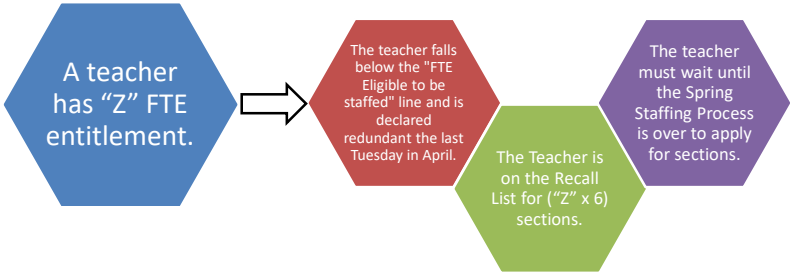 A teacher
has “Z” FTE
entitlement.
The teacher falls
below the "FTE
Eligible to be
staffed" line and is
declared
redundant the last
Tuesday in April.
The Teacher is
on the Recall
List for (“Z” x 6)
sections.
The teacher
must wait until
the Spring
Staffing Process
is over to apply
for sections.